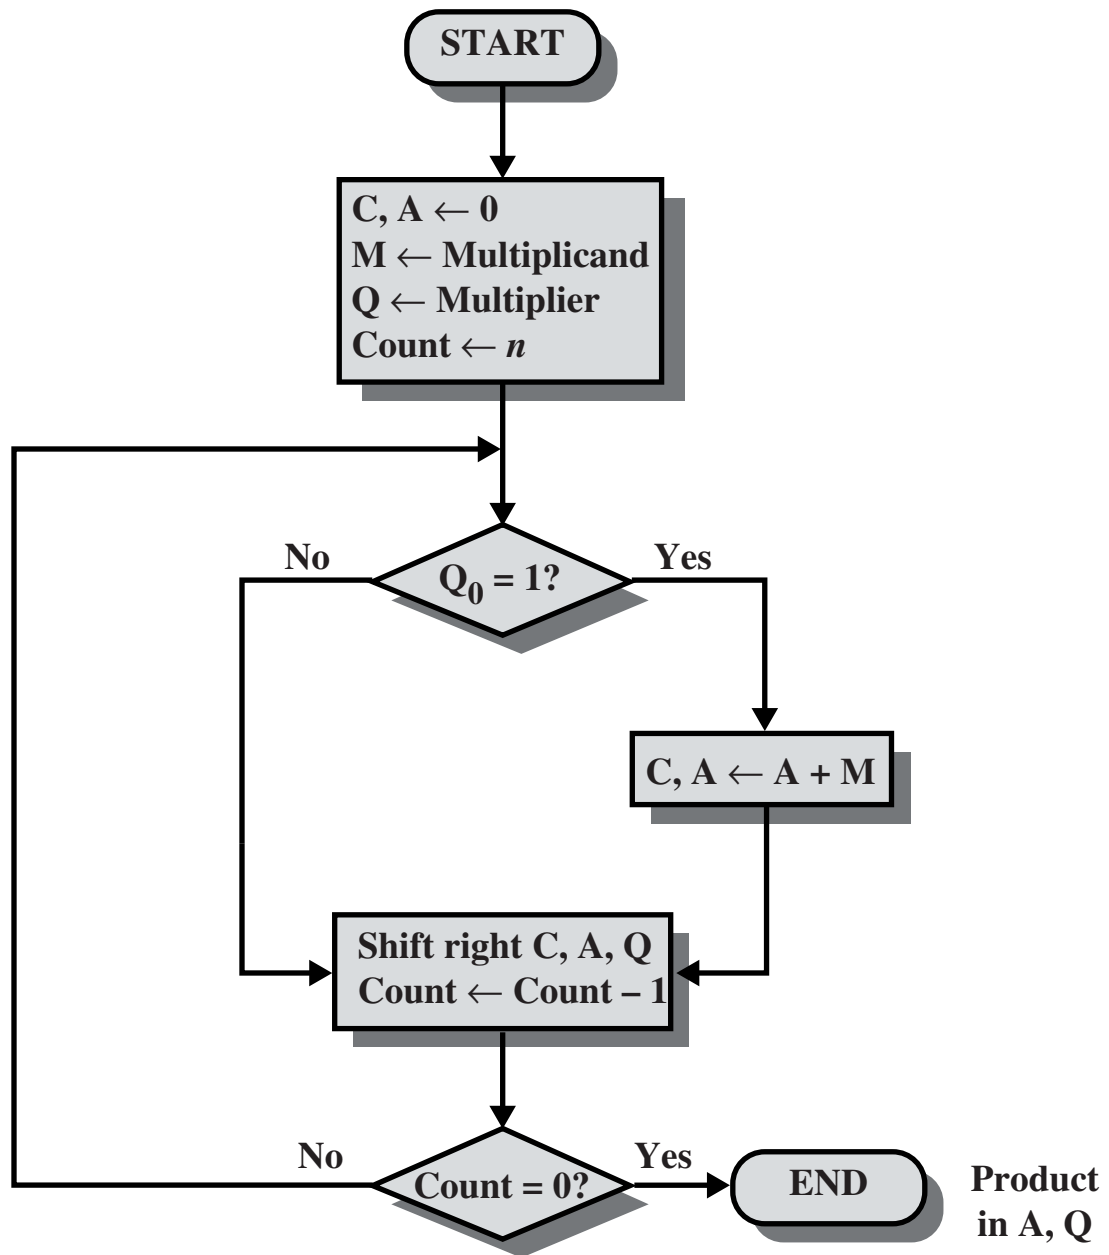 START
C, A ← 0
M ← Multiplicand
Q ← Multiplier
Count ← n
No
Yes
Q₀ = 1?
C, A ← A + M
Shift right C, A, Q
Count ← Count – 1
No
Yes
Count = 0?
END
Product
in A, Q